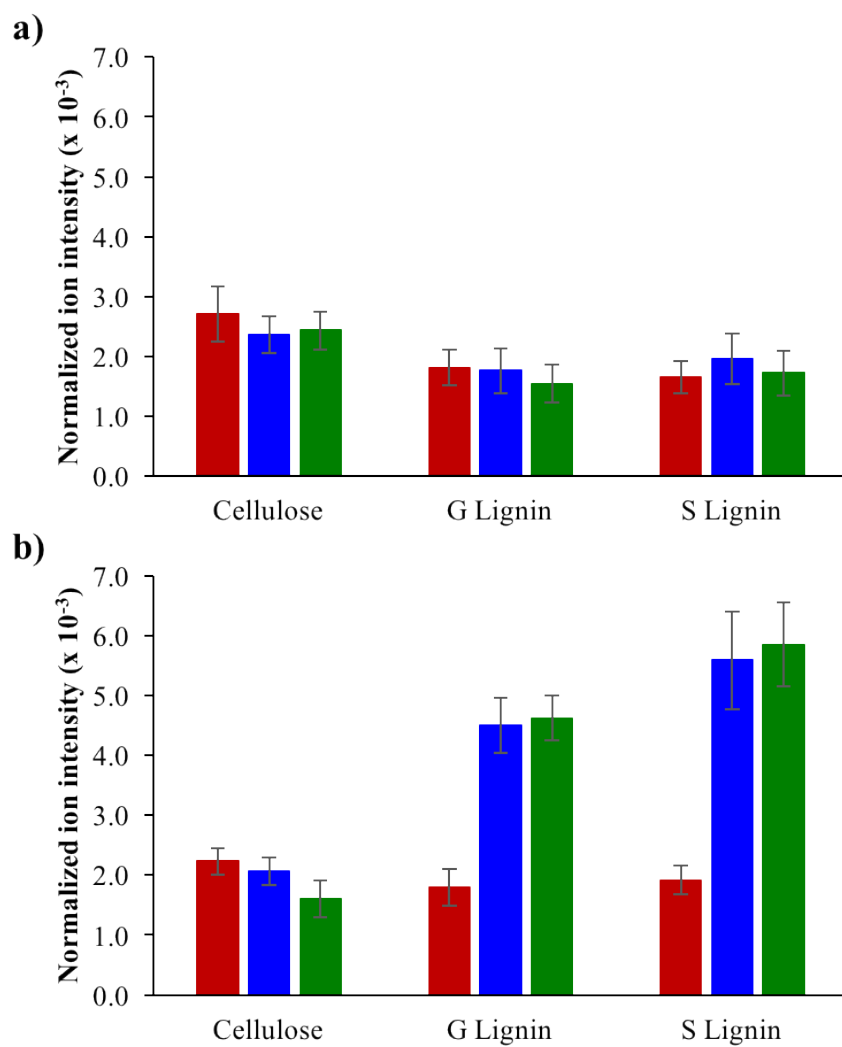 a)
Normalized ion intensity (x 10⁻³)
7.0
6.0
5.0
4.0
3.0
2.0
1.0
0.0
Cellulose G Lignin S Lignin
b)
Normalized ion intensity (x 10⁻³)
7.0
6.0
5.0
4.0
3.0
2.0
1.0
0.0
Cellulose G Lignin S Lignin